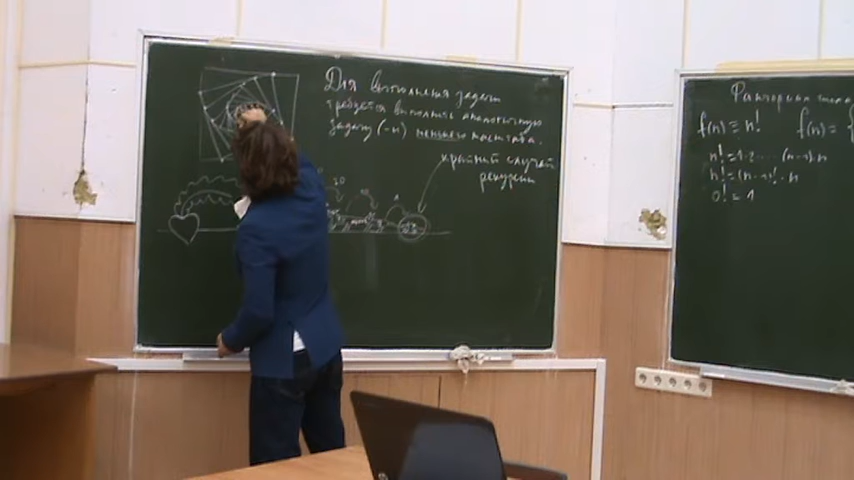 Для выполнения задачи
требуется выполнить аналогичную
задачу (-и) меньшего масштаба.
крайний случай
рекурсии
f(n) = n!
f(n) =
n! = 1·2·...·(n-1)·n
n! = (n-1)!·n
0! = 1